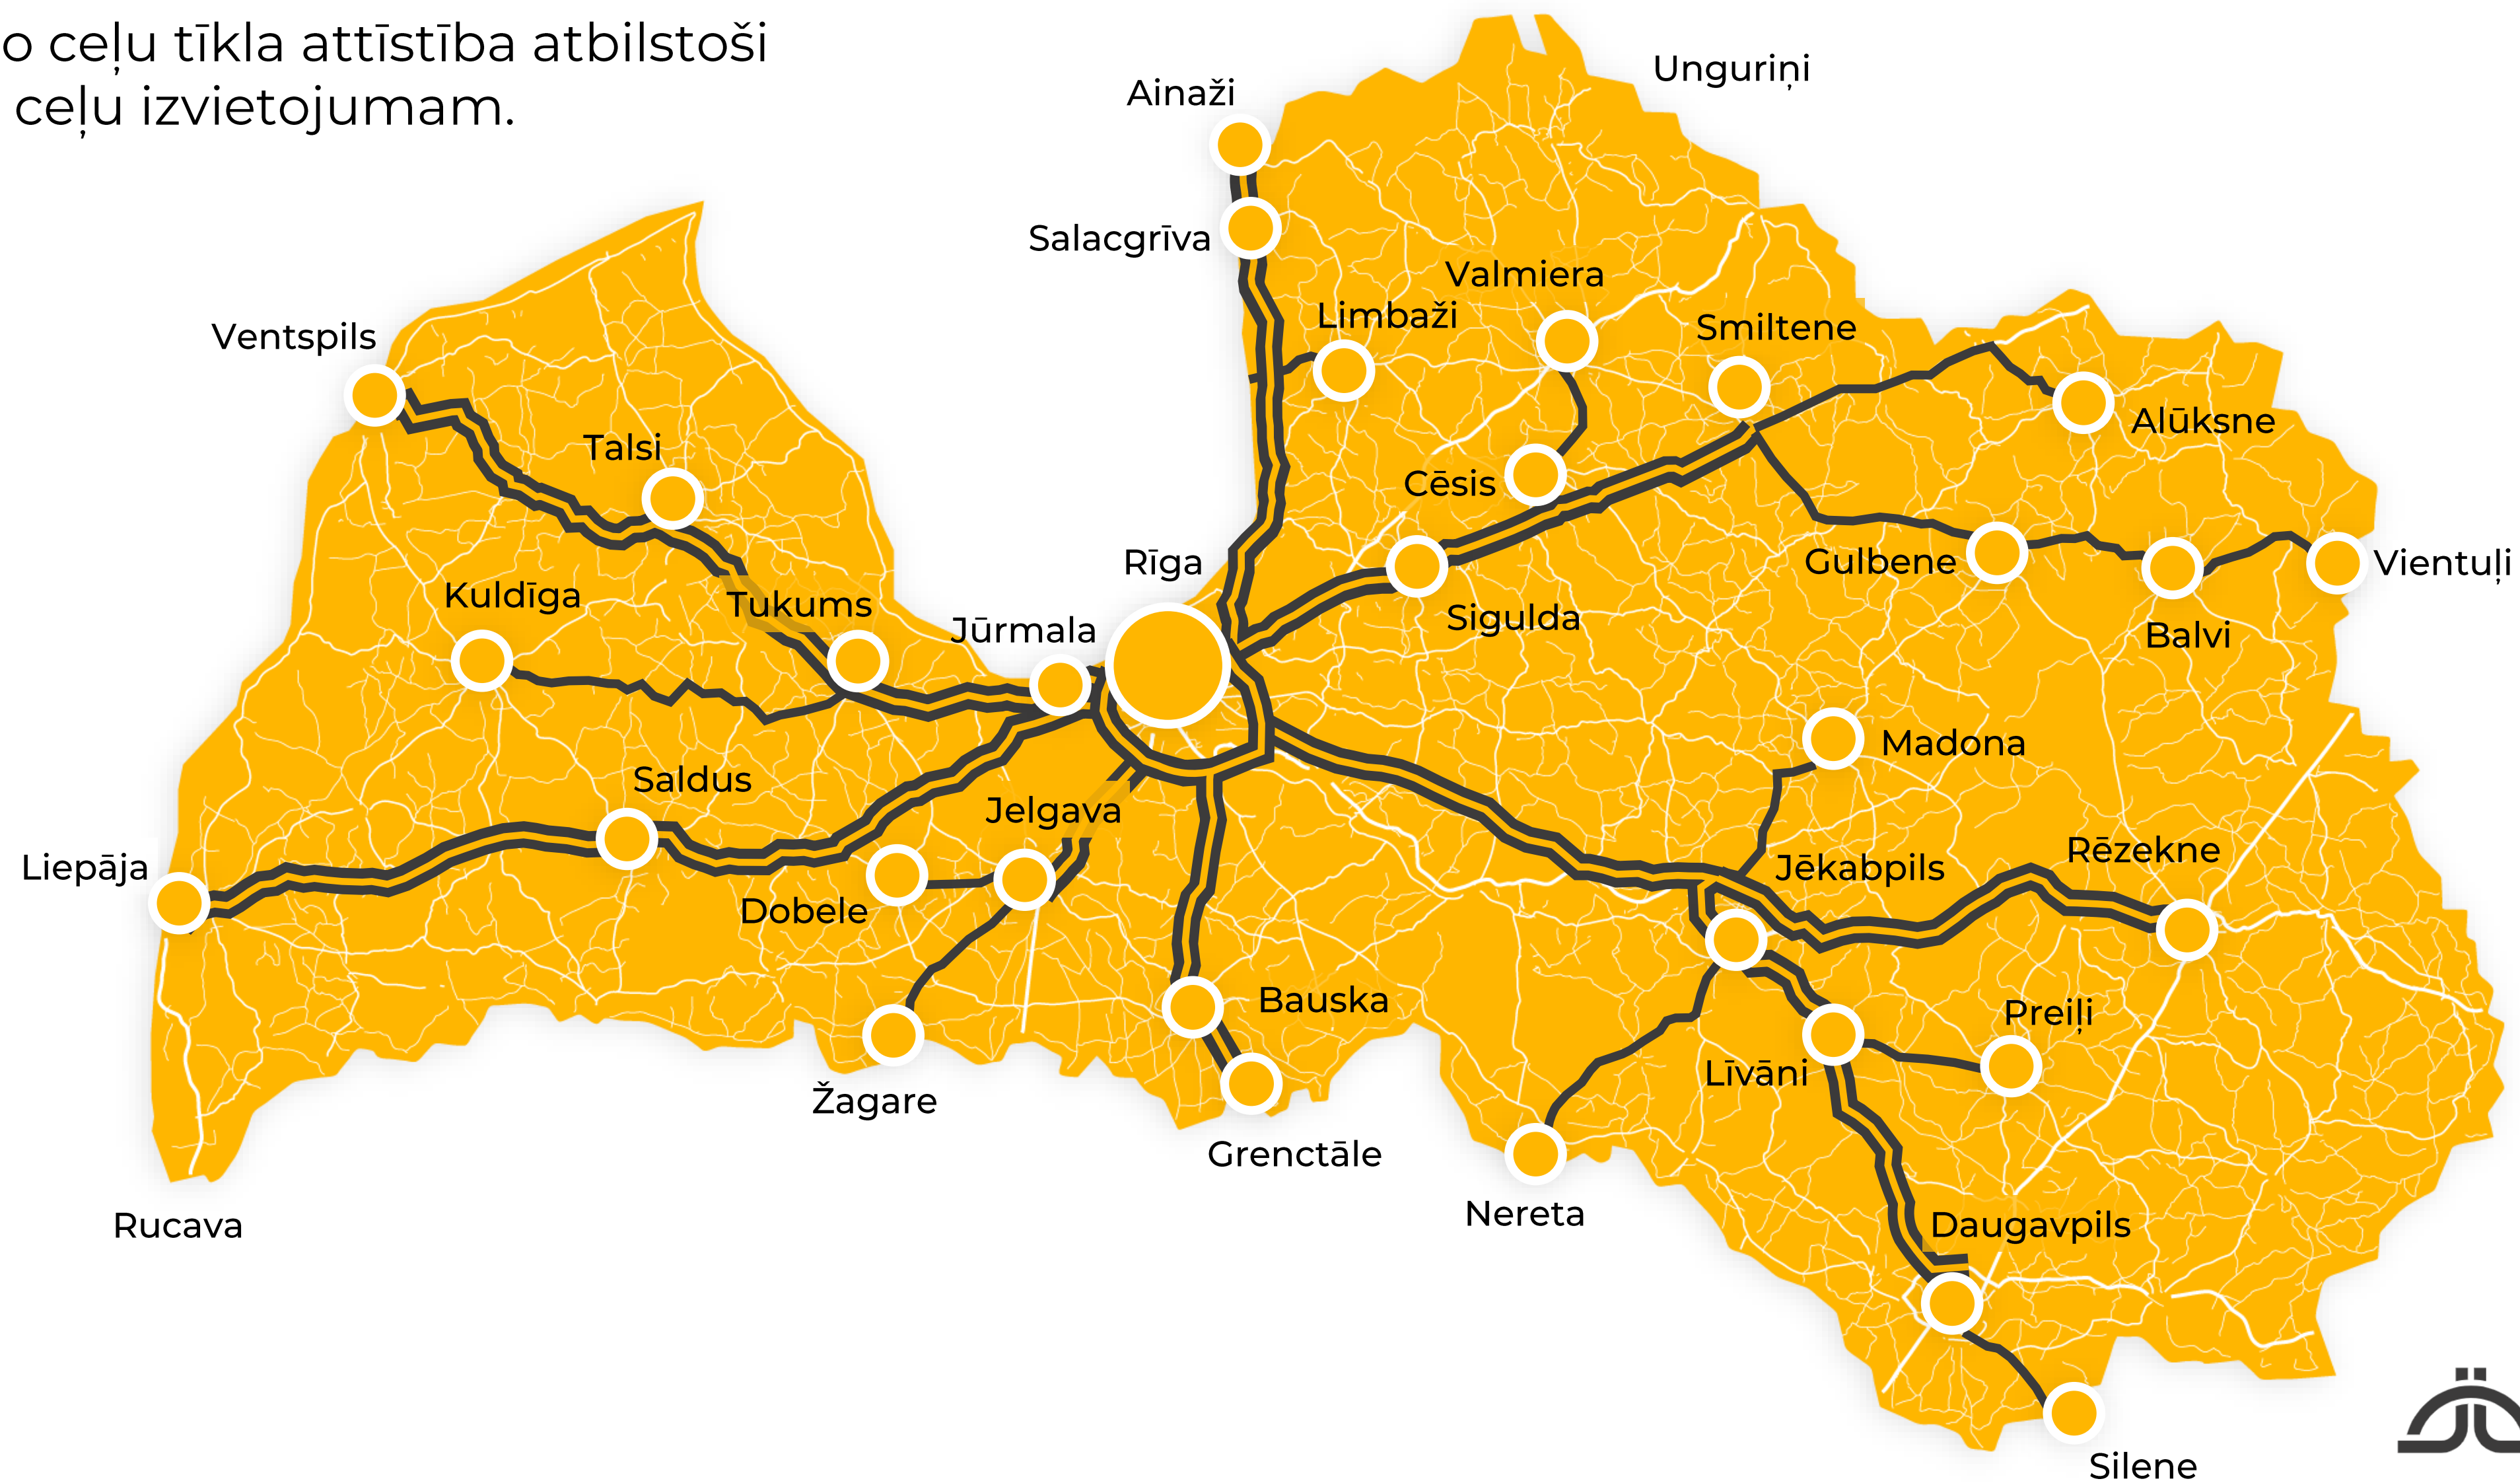 o ceļu tīkla attīstība atbilstoši
ceļu izvietojumam.
Unguriņi
Ainaži
Salacgrīva
Valmiera
Limbaži
Smiltene
Ventspils
Alūksne
Talsi
Cēsis
Rīga
Gulbene
Vientuļi
Kuldīga
Tukums
Sigulda
Jūrmala
Balvi
Madona
Saldus
Jelgava
Rēzekne
Liepāja
Jēkabpils
Dobele
Bauska
Preiļi
Līvāni
Žagare
Grenctāle
Nereta
Rucava
Daugavpils
Silene